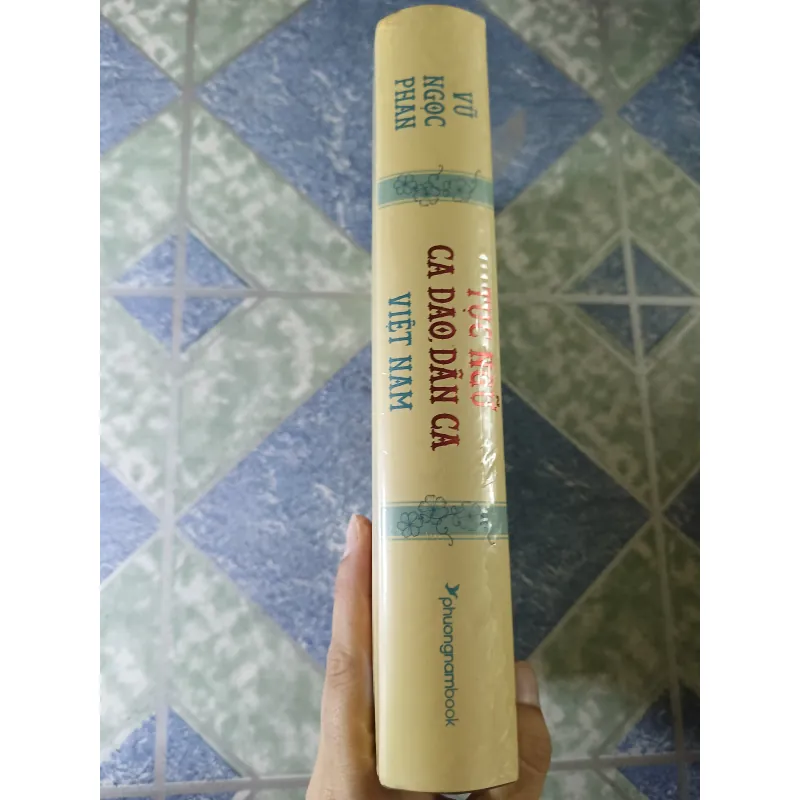 VŨ
NGỌC
PHAN
TỤC NGỮ
CA DAO, DÂN CA
VIỆT NAM
phuongnambook